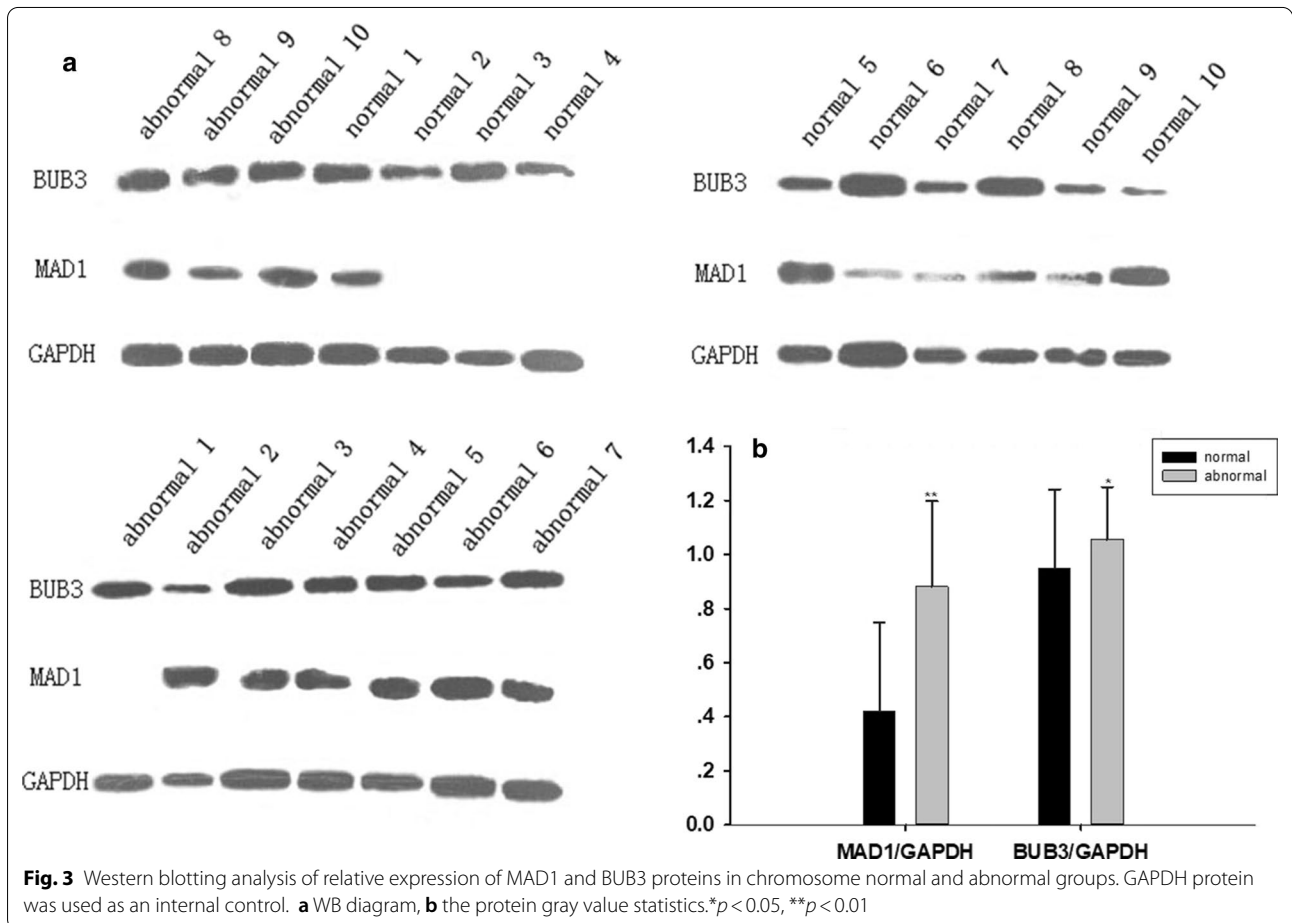 a
abnormal 8
abnormal 9
abnormal 10
normal 1
normal 2
normal 3
normal 4
BUB3
MAD1
GAPDH
normal 5
normal 6
normal 7
normal 8
normal 9
normal 10
BUB3
MAD1
GAPDH
abnormal 1
abnormal 2
abnormal 3
abnormal 4
abnormal 5
abnormal 6
abnormal 7
BUB3
MAD1
GAPDH
b
normal
abnormal
1.4
1.2
1.0
.8
.6
.4
.2
0.0
**
*
MAD1/GAPDH
BUB3/GAPDH
Fig. 3 Western blotting analysis of relative expression of MAD1 and BUB3 proteins in chromosome normal and abnormal groups. GAPDH protein
was used as an internal control. a WB diagram, b the protein gray value statistics.*p < 0.05, **p < 0.01